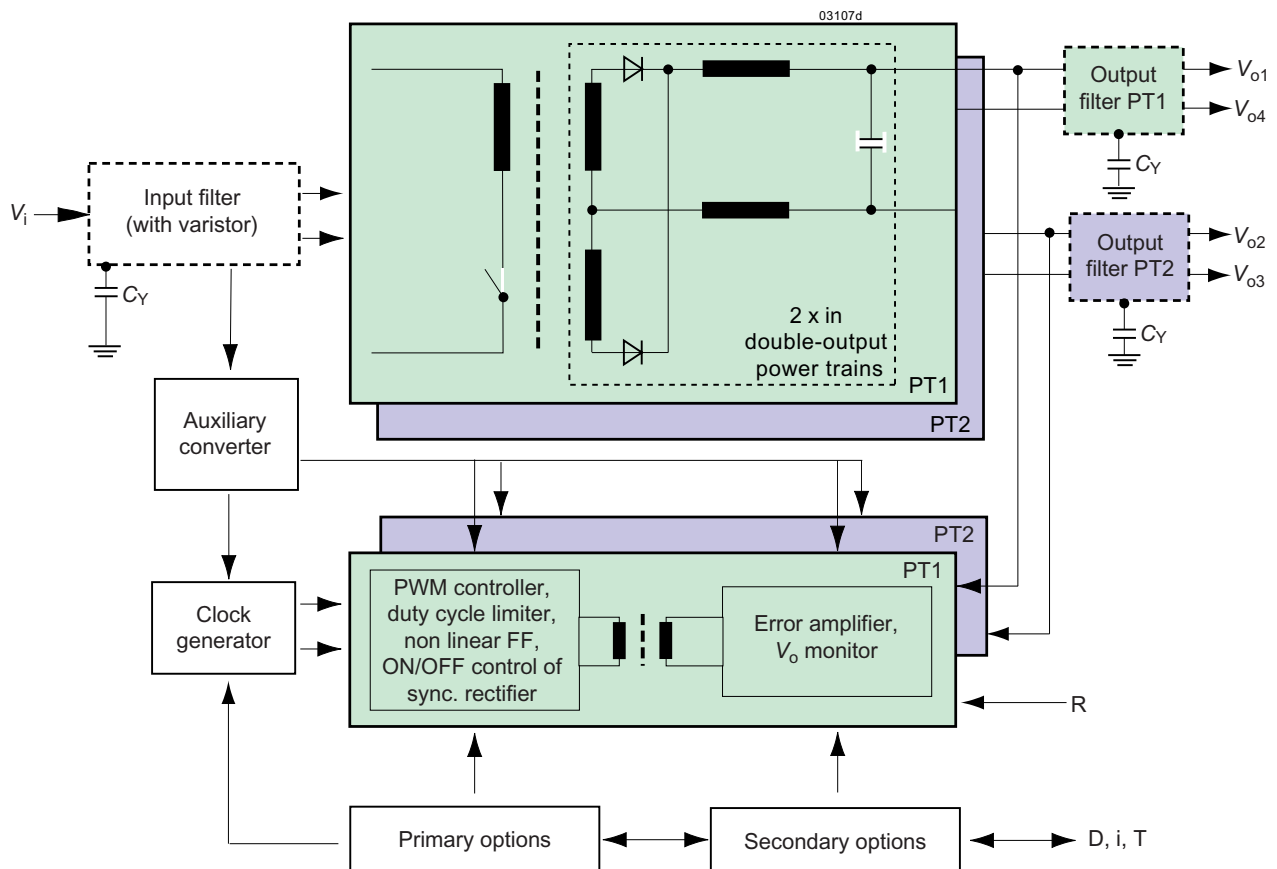 03107d
Output
filter PT1
Vo1
Vo4
CY
Input filter
(with varistor)
Vi
CY
Output
filter PT2
Vo2
Vo3
CY
2 x in
double-output
power trains
PT1
PT2
Auxiliary
converter
PT2
PT1
Clock
generator
PWM controller,
duty cycle limiter,
non linear FF,
ON/OFF control of
sync. rectifier
Error amplifier,
Vo monitor
R
Primary options
Secondary options
D, i, T